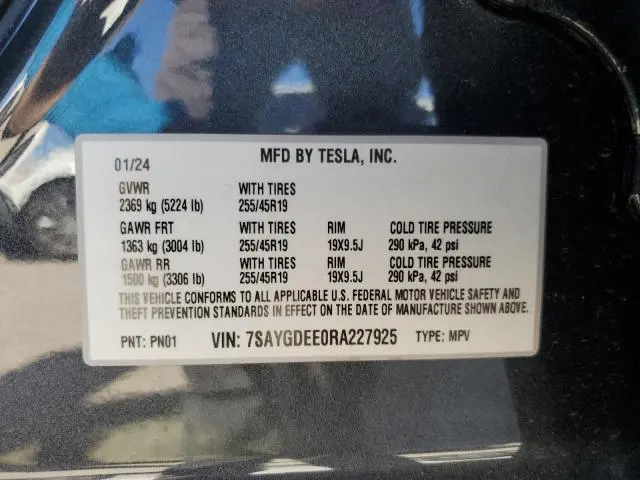 01/24 MFD BY TESLA, INC.
GVWR WITH TIRES
2369 kg (5224 lb) 255/45R19
GAWR FRT WITH TIRES RIM COLD TIRE PRESSURE
1363 kg (3004 lb) 255/45R19 19X9.5J 290 kPa, 42 psi
GAWR RR WITH TIRES RIM COLD TIRE PRESSURE
1500 kg (3306 lb) 255/45R19 19X9.5J 290 kPa, 42 psi
THIS VEHICLE CONFORMS TO ALL APPLICABLE U.S. FEDERAL MOTOR VEHICLE SAFETY AND
THEFT PREVENTION STANDARDS IN EFFECT ON THE DATE OF MANUFACTURE SHOWN ABOVE.
PNT: PN01 VIN: 7SAYGDEE0RA227925 TYPE: MPV